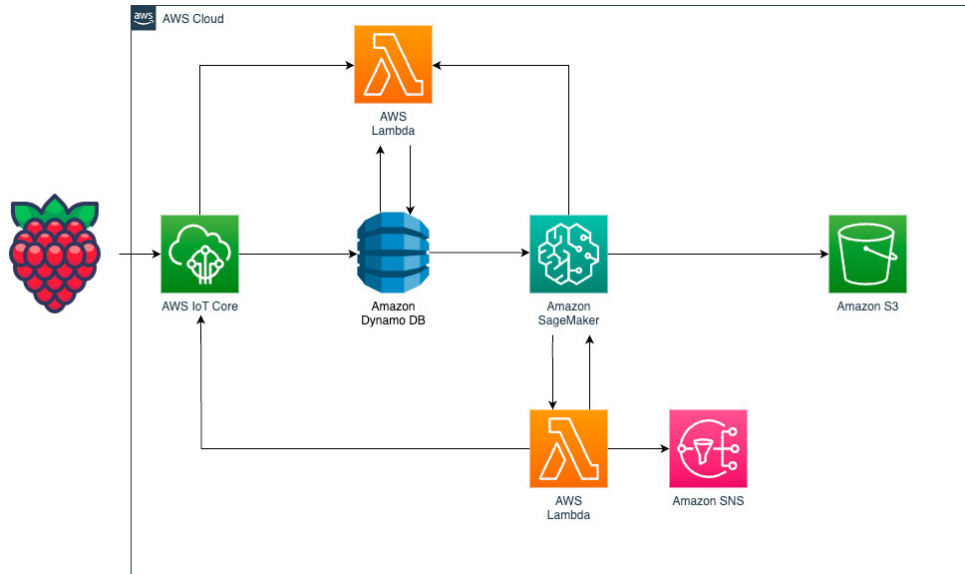 aws
AWS Cloud
AWS
Lambda
AWS IoT Core
Amazon
Dynamo DB
Amazon
SageMaker
Amazon S3
AWS
Lambda
Amazon SNS